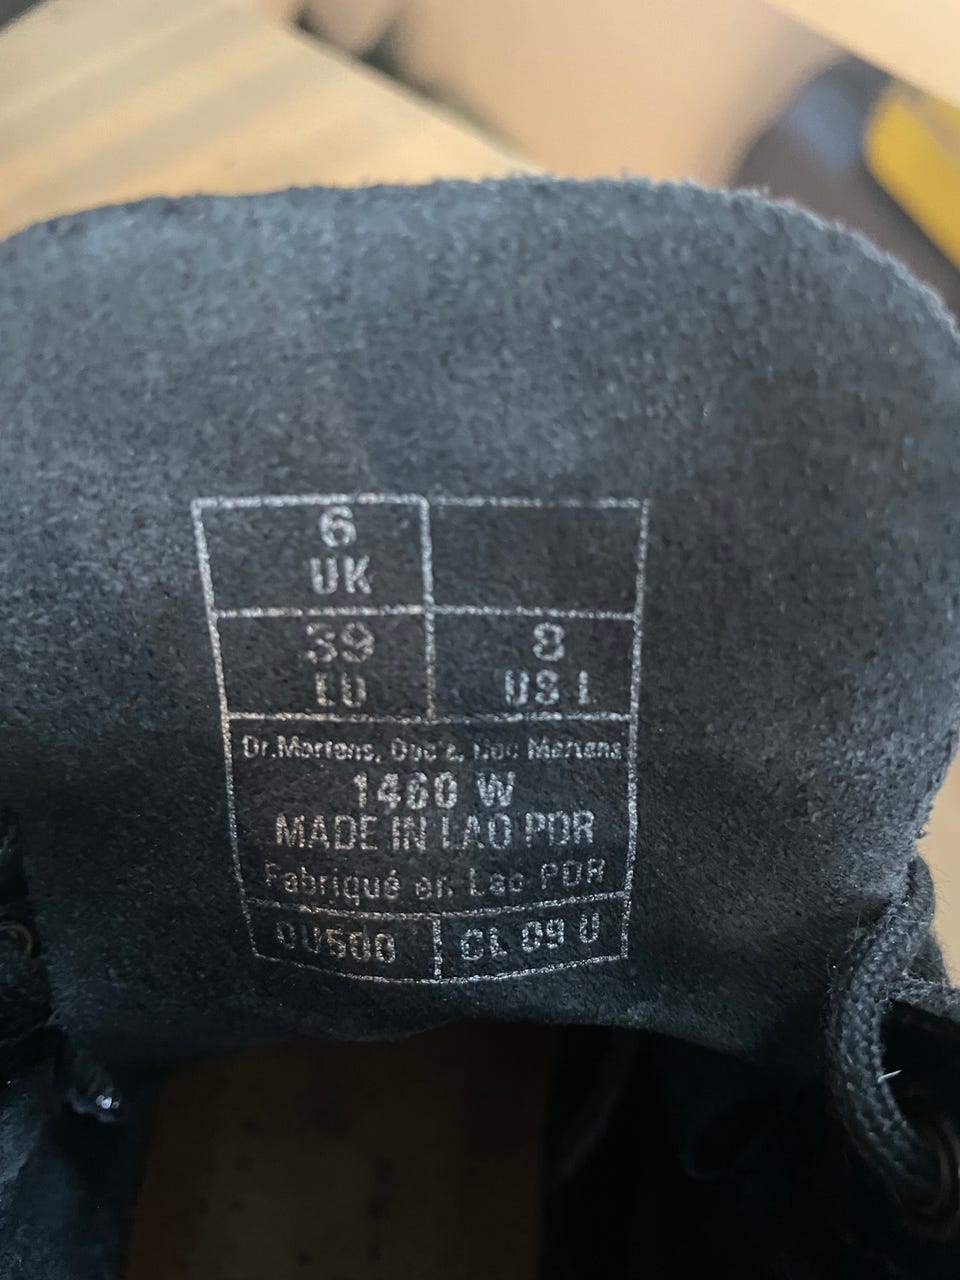 6
UK
39 8
EU US L
Dr.Martens, Doc's, Doc Martens
1460 W
MADE IN LAO PDR
Fabriqué en Lao PDR
DU500 CL 09 U